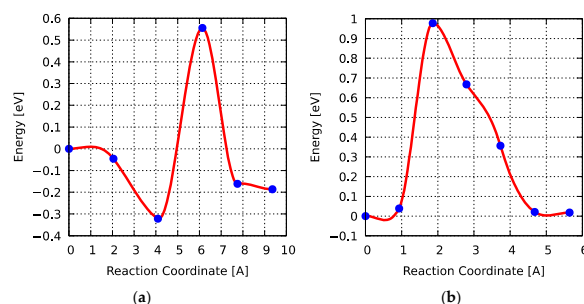 0.6
0.5
0.4
0.3
0.2
0.1
0
−0.1
−0.2
−0.3
−0.4
Energy [eV]
0 1 2 3 4 5 6 7 8 9 10
Reaction Coordinate [A]
(a)
1
0.9
0.8
0.7
0.6
0.5
0.4
0.3
0.2
0.1
0
−0.1
Energy [eV]
0 1 2 3 4 5 6
Reaction Coordinate [A]
(b)